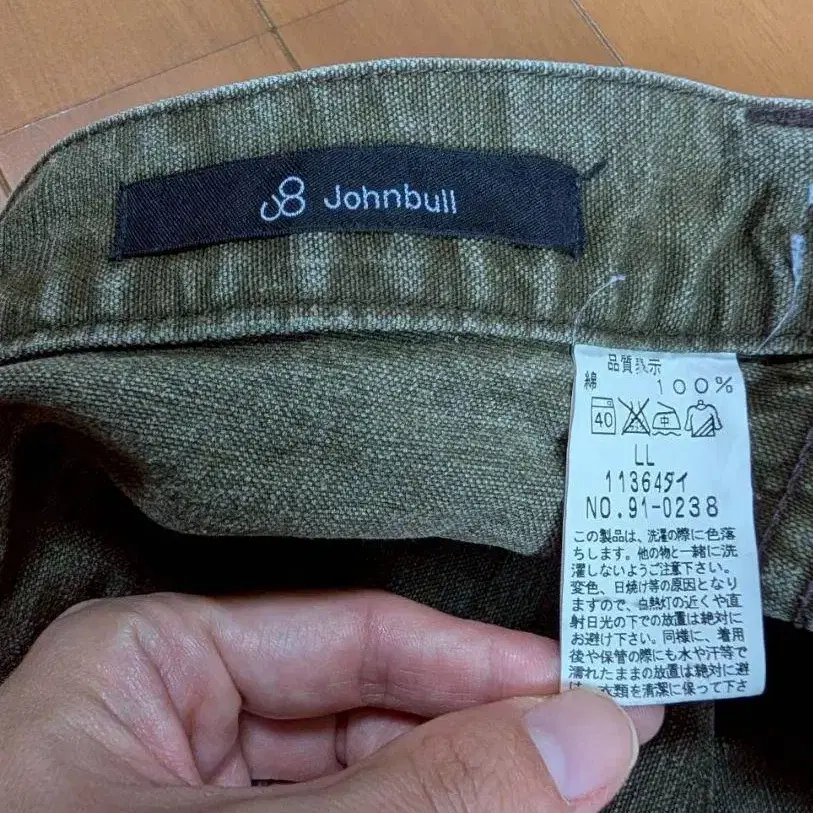 Johnbull
品質表示
綿 100%
40 中
LL
11364ダイ
NO.91-0238
この製品は、洗濯の際に色落
ちします。他の物と一緒に洗
濯しないようご注意下さい。
変色、日焼け等の原因となり
ますので、白熱灯の近くや直
射日光の下での放置は絶対に
お避け下さい。同様に、着用
後や保管の際にも水や汗等で
濡れたままの放置は絶対に避
け、衣類を清潔に保って下さ